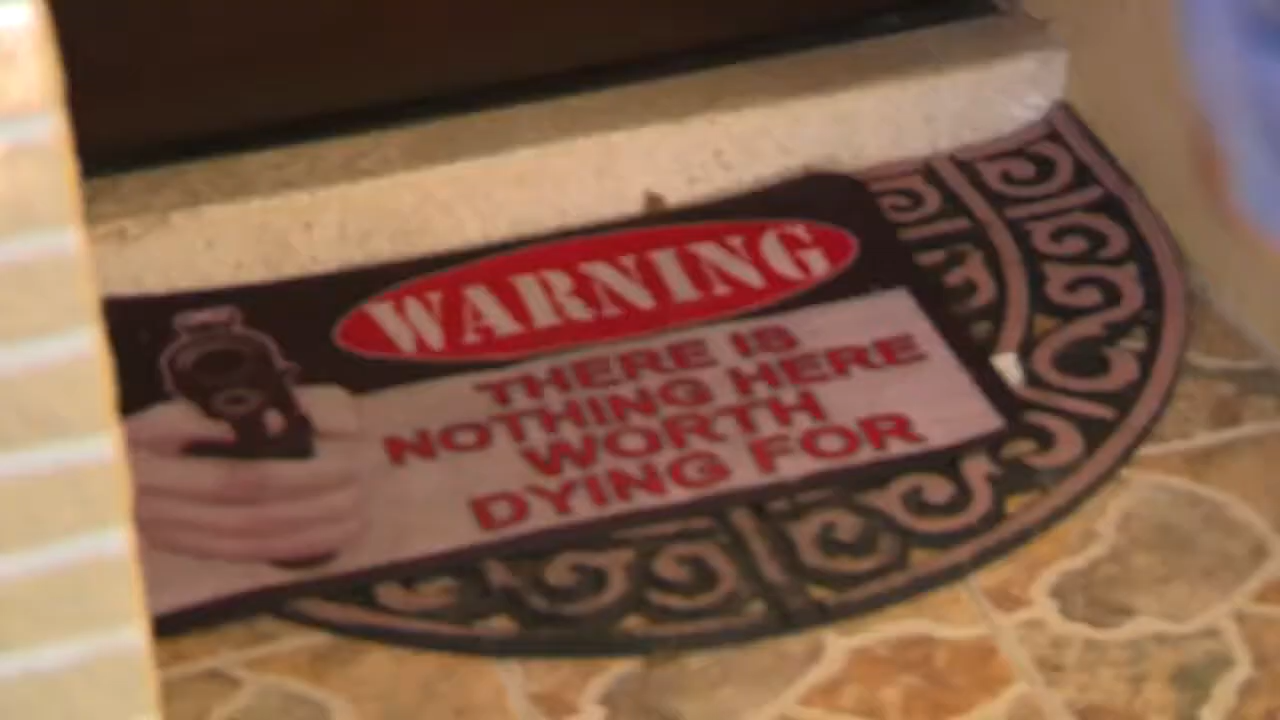 WARNING
THERE IS
NOTHING HERE
WORTH
DYING FOR